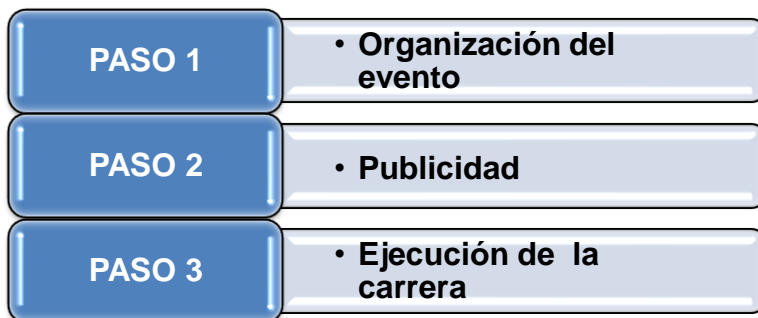 PASO 1
• Organización del
evento
PASO 2
• Publicidad
PASO 3
• Ejecución de  la
carrera